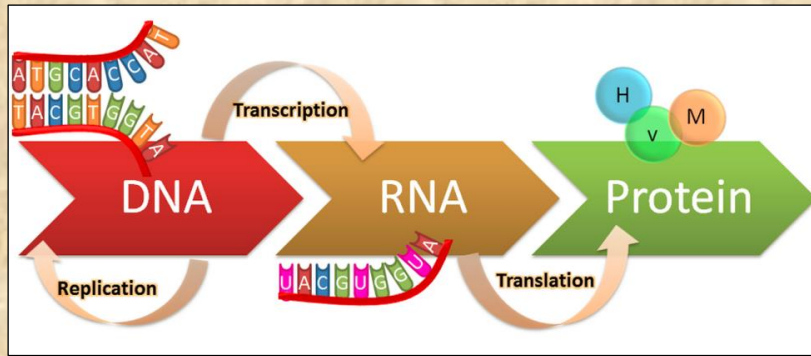 ATGCACCAT
TACGTGGTA
Transcription
H
v
M
DNA
RNA
Protein
Replication
UACGUGGUA
Translation